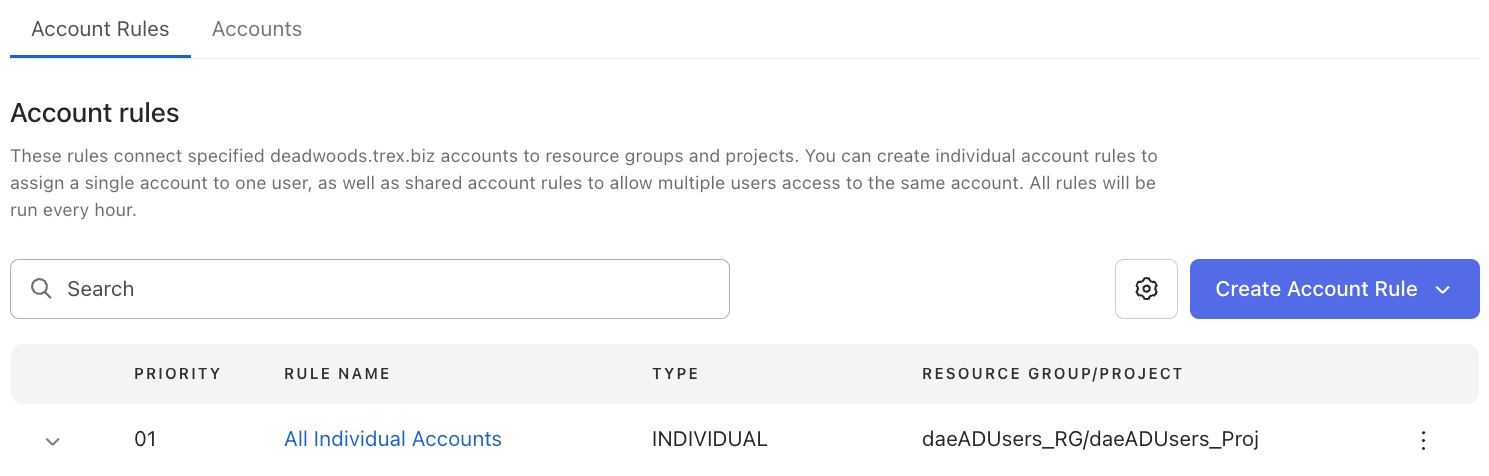 Account Rules Accounts
Account rules
These rules connect specified deadwoods.trex.biz accounts to resource groups and projects. You can create individual account rules to
assign a single account to one user, as well as shared account rules to allow multiple users access to the same account. All rules will be
run every hour.
Search Create Account Rule
PRIORITY RULE NAME TYPE RESOURCE GROUP/PROJECT
01 All Individual Accounts INDIVIDUAL daeADUsers_RG/daeADUsers_Proj